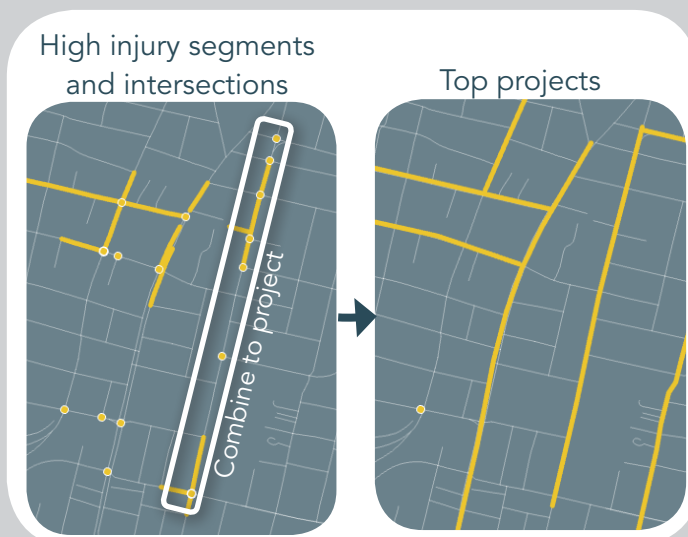 High injury segments
and intersections
Top projects
Combine to project